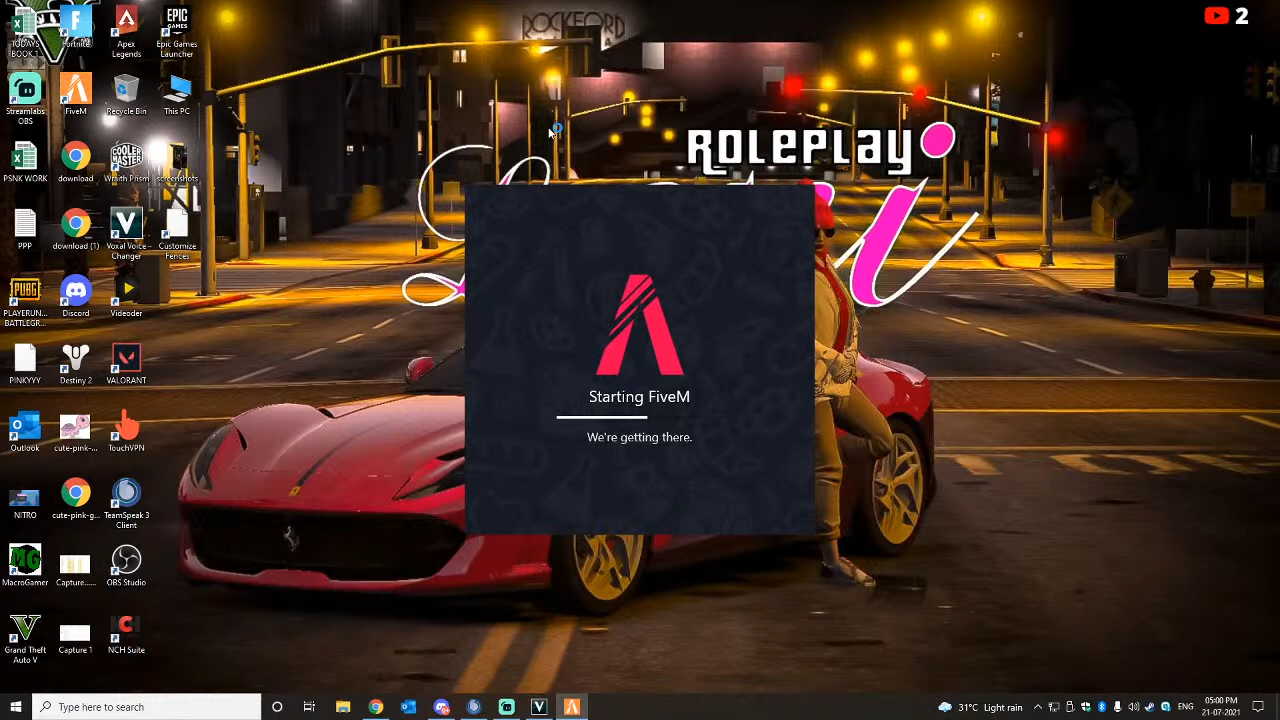 TODAYS
BOOK 1...
Fortnite
Apex
Legends
EPIC
GAMES
Epic Games
Launcher
Streamlabs
OBS
FiveM
Recycle Bin
This PC
PSNK WORK
download
COOLER
MASTER
Wraith Prism
screenshots
PPP
download (1)
Voxal Voice
Changer
Customize
Fences
PUBG
PLAYERUN...
BATTLEGR...
Discord
Videoder
PINKYYY
Destiny 2
VALORANT
Outlook
cute-pink-...
TouchVPN
NITRO
cute-pink-g...
TeamSpeak 3
Client
MG
MacroGamer
Capture......
OBS Studio
Grand Theft
Auto V
Capture 1
NCH Suite
ROCKFORD
ROLEPLAY
2
Starting FiveM
We're getting there.
Type here to search
31°C Light rain
ENG
05:00 PM
21-07-2021